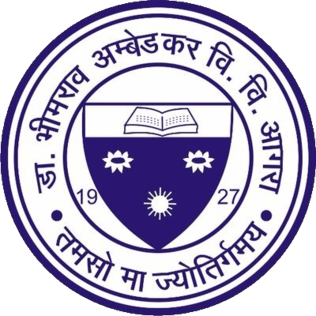 डा. भीमराव अम्बेडकर वि. वि. आगरा
19 27
तमसो मा ज्योतिर्गमय